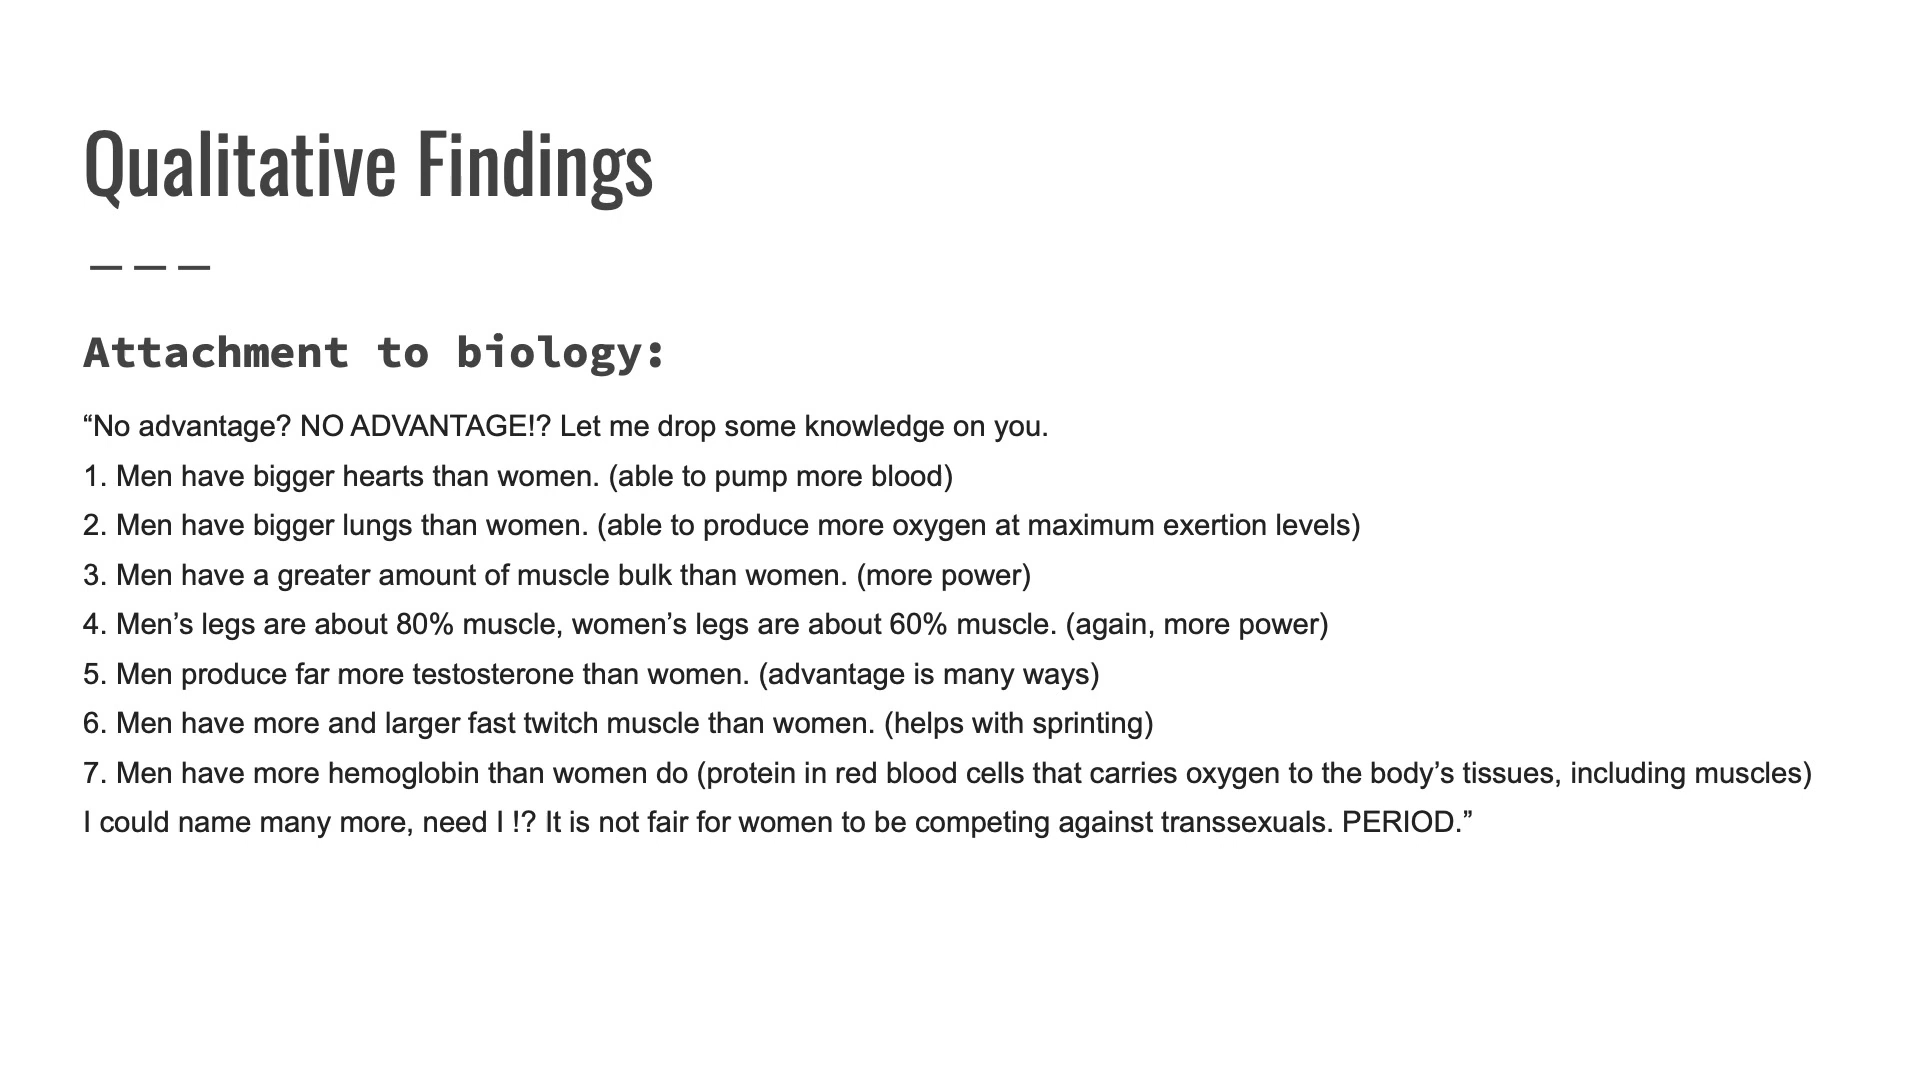 Qualitative Findings
Attachment to biology:
“No advantage? NO ADVANTAGE!? Let me drop some knowledge on you.
1. Men have bigger hearts than women. (able to pump more blood)
2. Men have bigger lungs than women. (able to produce more oxygen at maximum exertion levels)
3. Men have a greater amount of muscle bulk than women. (more power)
4. Men’s legs are about 80% muscle, women’s legs are about 60% muscle. (again, more power)
5. Men produce far more testosterone than women. (advantage is many ways)
6. Men have more and larger fast twitch muscle than women. (helps with sprinting)
7. Men have more hemoglobin than women do (protein in red blood cells that carries oxygen to the body’s tissues, including muscles)
I could name many more, need I !? It is not fair for women to be competing against transsexuals. PERIOD.”